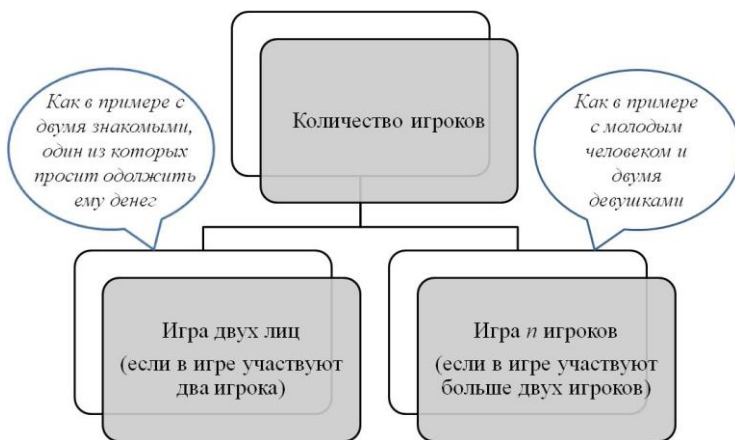 Количество игроков
Как в примере с
двумя знакомыми,
один из которых
просит одолжить
ему денег
Как в примере
с молодым
человеком и
двумя
девушками
Игра двух лиц
(если в игре участвуют
два игрока)
Игра n игроков
(если в игре участвуют
больше двух игроков)